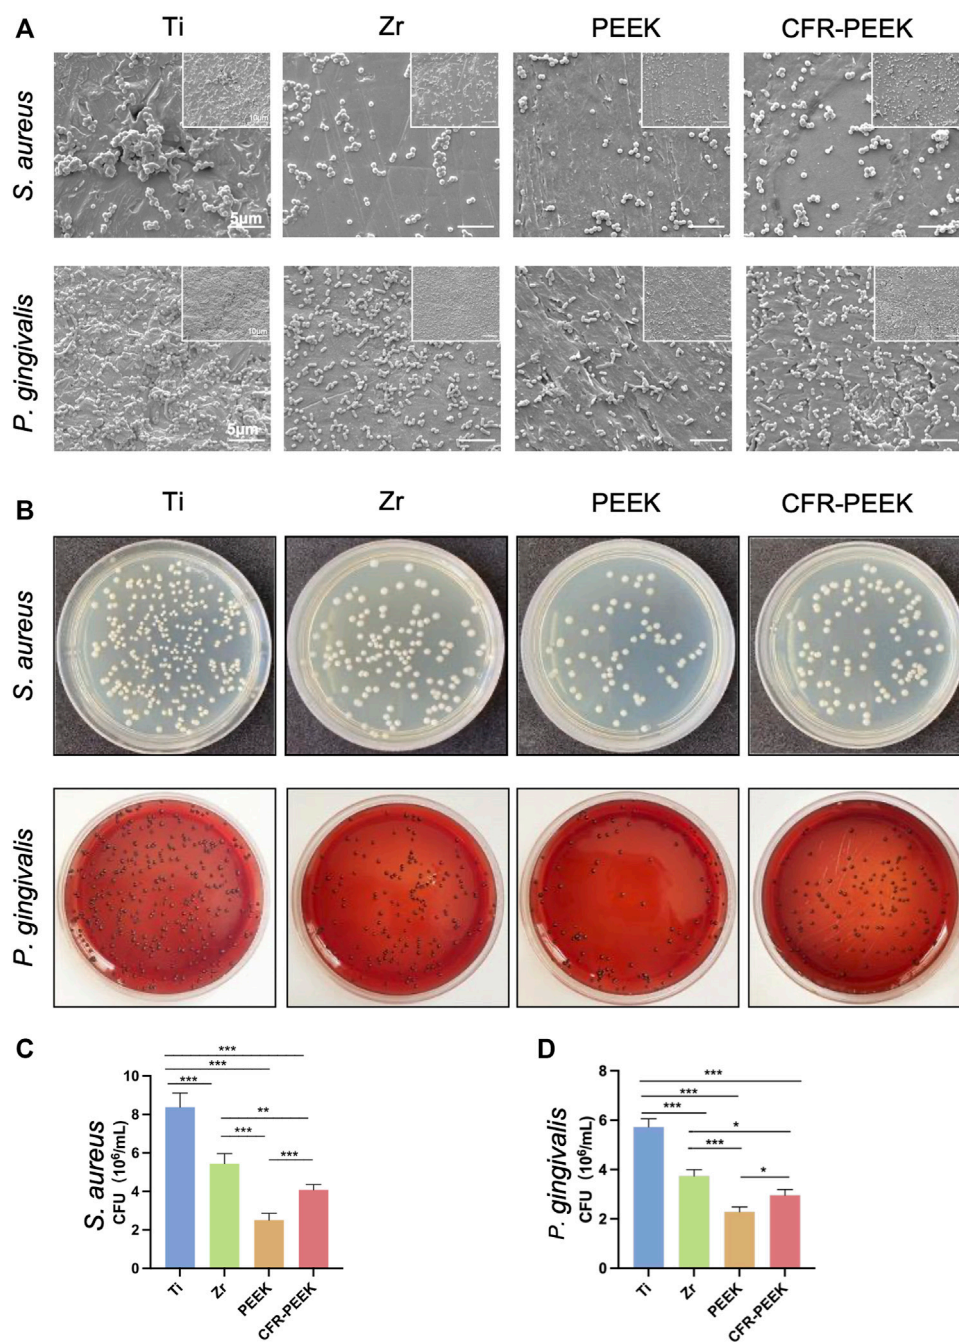 A
Ti
Zr
PEEK
CFR-PEEK
S. aureus
10μm
5μm
P. gingivalis
10μm
5μm
B
Ti
Zr
PEEK
CFR-PEEK
S. aureus
P. gingivalis
C
S. aureus
CFU (10⁶/mL)
10
8
6
4
2
0
***
***
***
**
***
***
Ti
Zr
PEEK
CFR-PEEK
D
P. gingivalis
CFU (10⁶/mL)
8
6
4
2
0
***
***
***
*
***
*
Ti
Zr
PEEK
CFR-PEEK